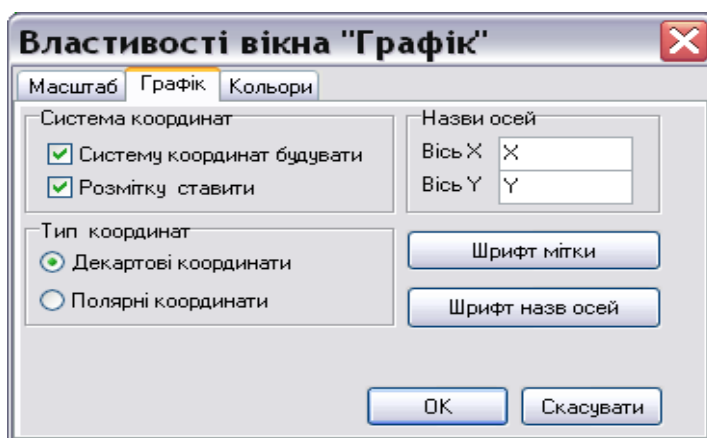 Властивості вікна "Графік"
Масштаб Графік Кольори
Система координат
Систему координат будувати
Розмітку ставити
Назви осей
Вісь X X
Вісь Y Y
Тип координат
Декартові координати
Полярні координати
Шрифт мітки
Шрифт назв осей
OK Скасувати